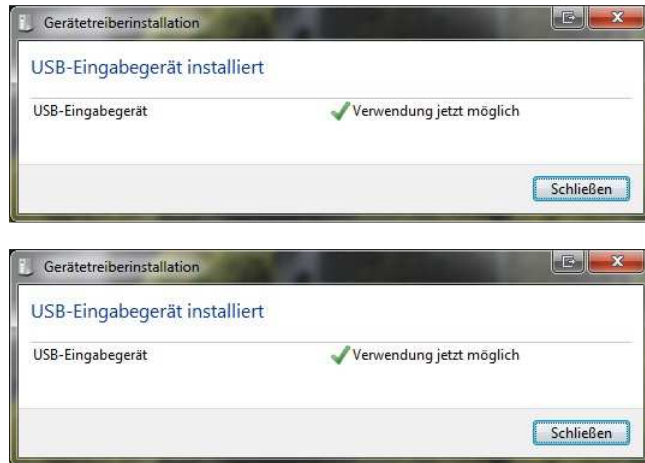 Gerätetreiberinstallation
USB-Eingabegerät installiert
USB-Eingabegerät Verwendung jetzt möglich
Schließen
Gerätetreiberinstallation
USB-Eingabegerät installiert
USB-Eingabegerät Verwendung jetzt möglich
Schließen